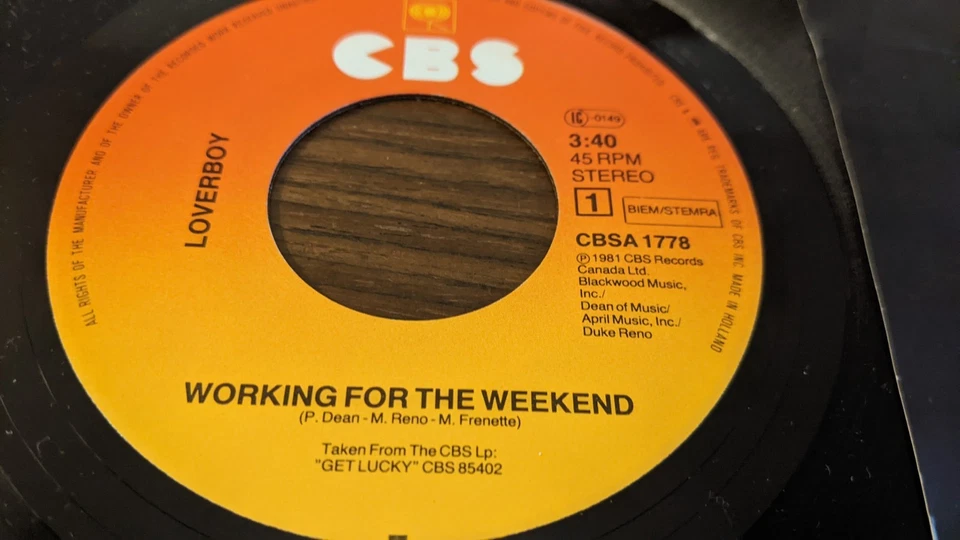 CBS
LOVERBOY
IC -0149
3:40
45 RPM
STEREO
1
BIEM/STEMRA
CBSA 1778
℗ 1981 CBS Records
Canada Ltd.
Blackwood Music,
Inc./
Dean of Music/
April Music, Inc./
Duke Reno
WORKING FOR THE WEEKEND
(P. Dean - M. Reno - M. Frenette)
Taken From The CBS Lp:
"GET LUCKY" CBS 85402
ALL RIGHTS OF THE MANUFACTURER AND OF THE OWNER OF THE RECORDED WORK RESERVED
ARE REG. TRADEMARKS OF CBS INC. MADE IN HOLLAND